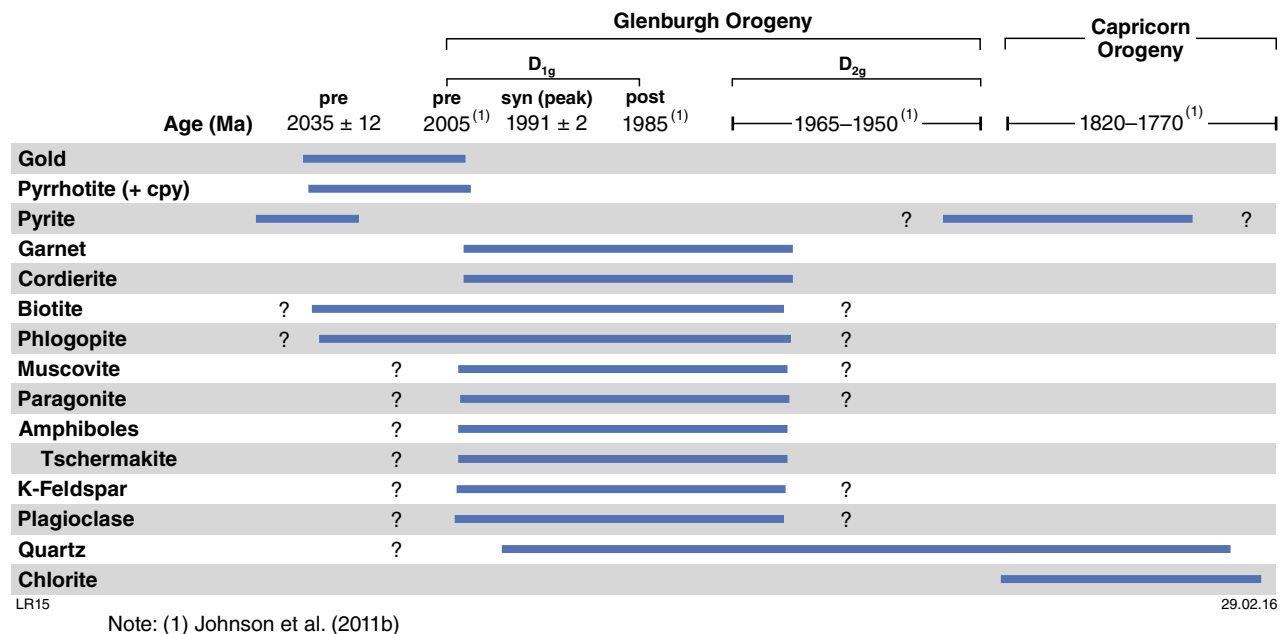 Glenburgh Orogeny
Capricorn
Orogeny
D1g D2g
pre pre syn (peak) post
Age (Ma) 2035 ± 12 2005(1) 1991 ± 2 1985(1) 1965–1950(1) 1820–1770(1)
Gold
Pyrrhotite (+ cpy)
Pyrite ? ?
Garnet
Cordierite
Biotite ? ?
Phlogopite ? ?
Muscovite ? ?
Paragonite ? ?
Amphiboles ?
Tschermakite ?
K-Feldspar ? ?
Plagioclase ? ?
Quartz ?
Chlorite
LR15 29.02.16
Note: (1) Johnson et al. (2011b)